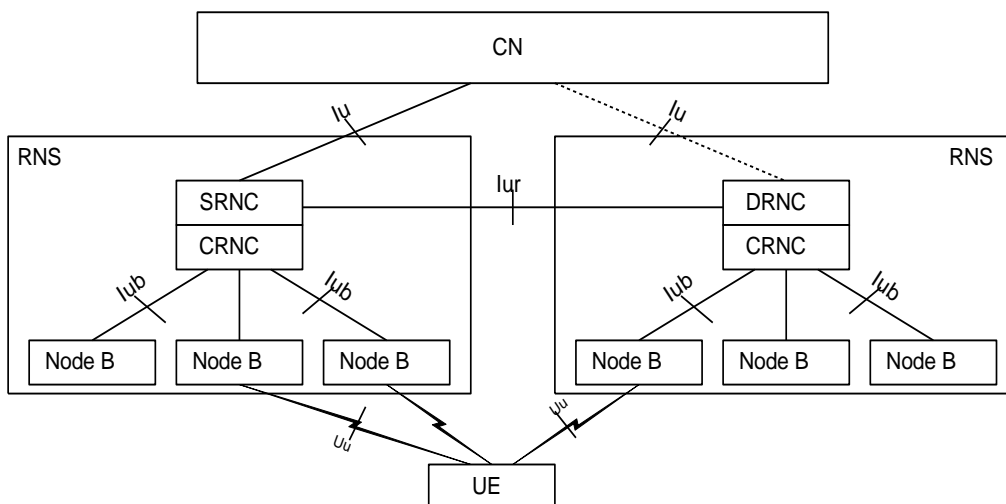 CN
Iu
Iu
RNS
RNS
SRNC
Iur
DRNC
CRNC
CRNC
Iub
Iub
Iub
Iub
Node B
Node B
Node B
Node B
Node B
Node B
Uu
Uu
UE